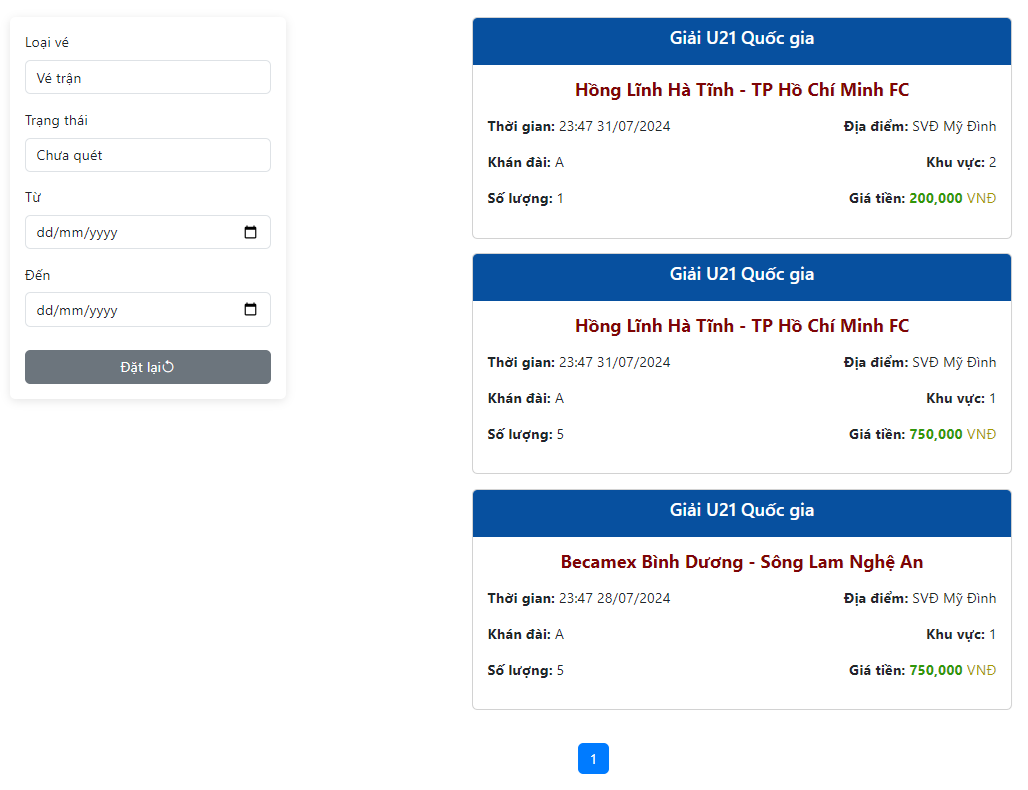 Loại vé
Vé trận
Trạng thái
Chưa quét
Từ
dd/mm/yyyy
Đến
dd/mm/yyyy
Đặt lại
Giải U21 Quốc gia
Hồng Lĩnh Hà Tĩnh - TP Hồ Chí Minh FC
Thời gian: 23:47 31/07/2024 Địa điểm: SVĐ Mỹ Đình
Khán đài: A Khu vực: 2
Số lượng: 1 Giá tiền: 200,000 VNĐ
Giải U21 Quốc gia
Hồng Lĩnh Hà Tĩnh - TP Hồ Chí Minh FC
Thời gian: 23:47 31/07/2024 Địa điểm: SVĐ Mỹ Đình
Khán đài: A Khu vực: 1
Số lượng: 5 Giá tiền: 750,000 VNĐ
Giải U21 Quốc gia
Becamex Bình Dương - Sông Lam Nghệ An
Thời gian: 23:47 28/07/2024 Địa điểm: SVĐ Mỹ Đình
Khán đài: A Khu vực: 1
Số lượng: 5 Giá tiền: 750,000 VNĐ
1